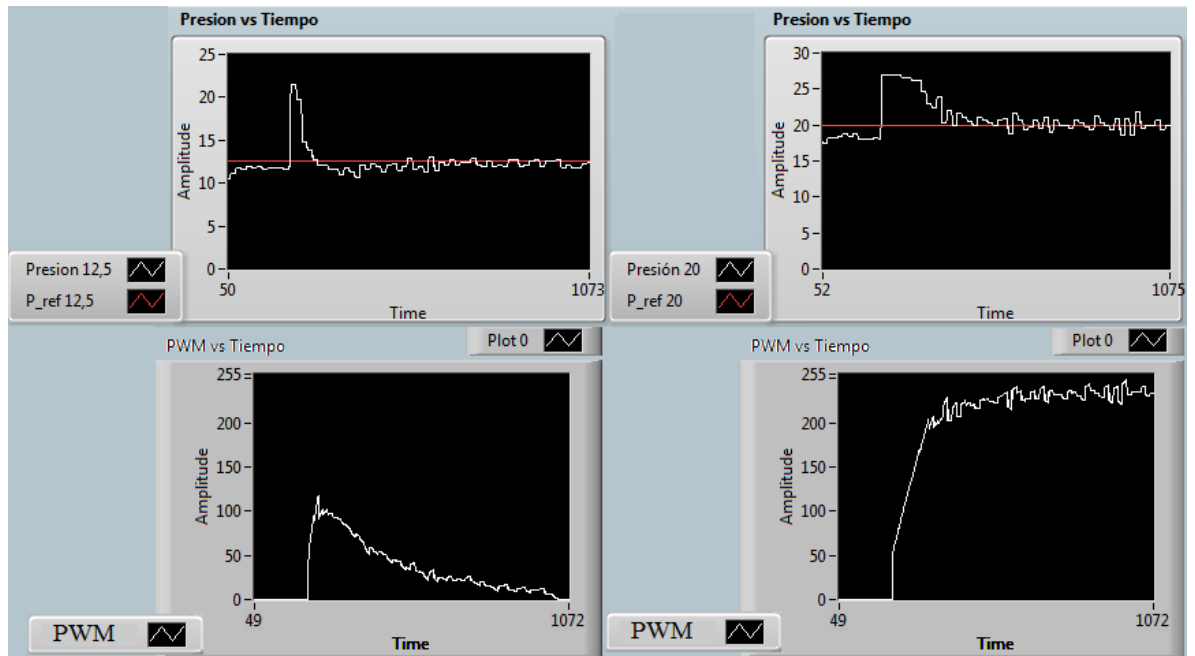 Presion vs Tiempo
25
20
15
10
5
0
Amplitude
50
1073
Time
Presion 12,5
P_ref 12,5
Presion vs Tiempo
30
25
20
15
10
5
0
Amplitude
52
1075
Time
Presión 20
P_ref 20
PWM vs Tiempo
Plot 0
255
200
150
100
50
0
Amplitude
49
1072
Time
PWM
PWM vs Tiempo
Plot 0
255
200
150
100
50
0
Amplitude
49
1072
Time
PWM